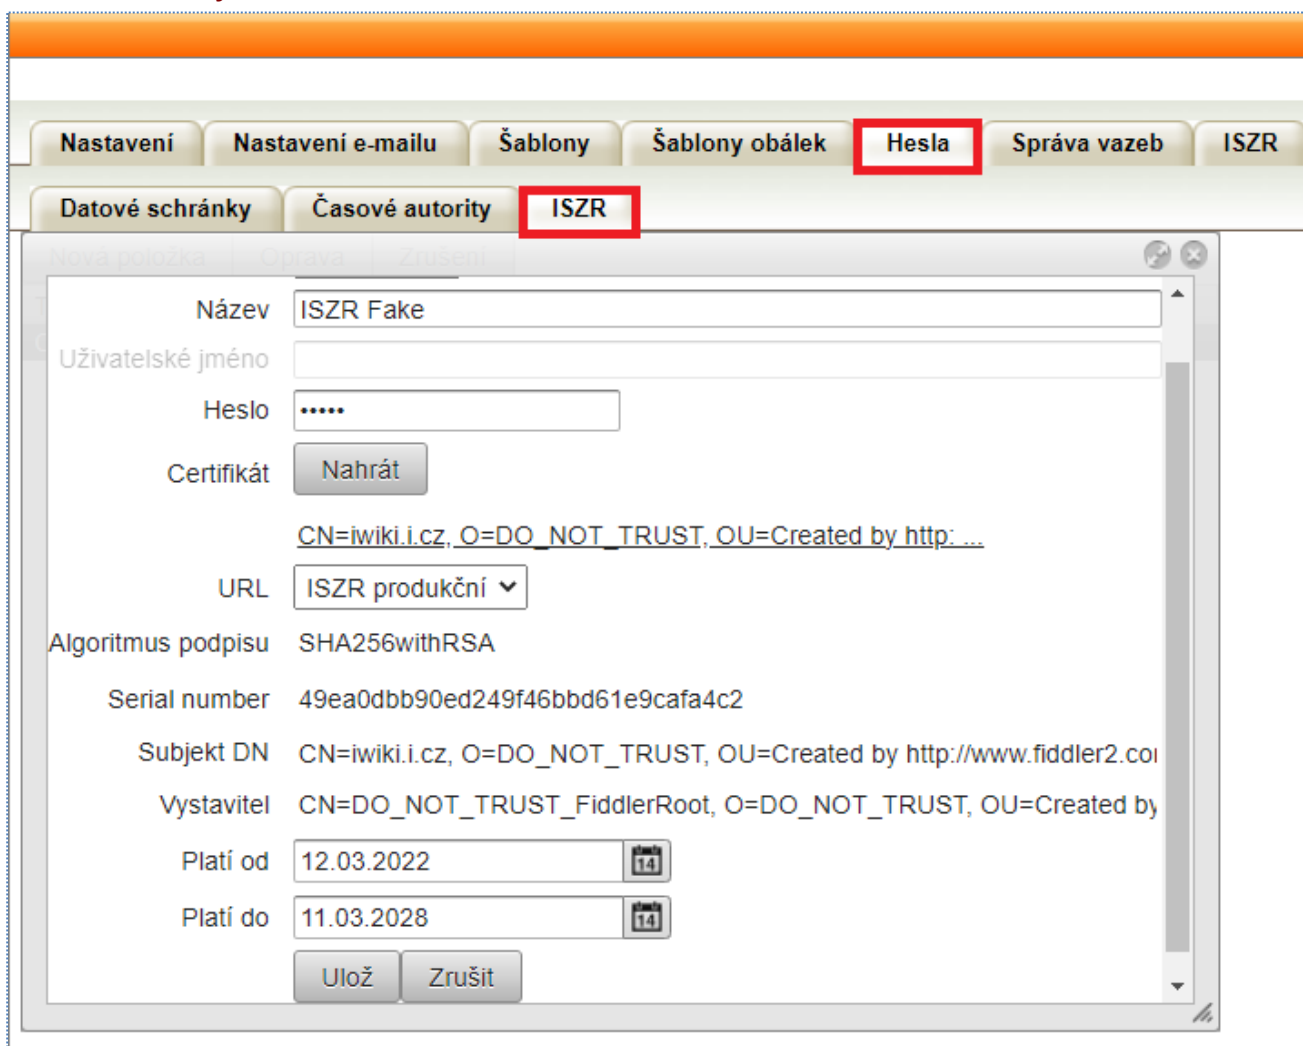 Nastavení Nastavení e-mailu Šablony Šablony obálek Hesla Správa vazeb ISZR
Datové schránky Časové autority ISZR
Nová položka Oprava Zrušení
Název ISZR Fake
Uživatelské jméno
Heslo •••••
Certifikát Nahrát
CN=iwiki.i.cz, O=DO_NOT_TRUST, OU=Created by http: ...
URL ISZR produkční
Algoritmus podpisu SHA256withRSA
Serial number 49ea0dbb90ed249f46bbd61e9cafa4c2
Subjekt DN CN=iwiki.i.cz, O=DO_NOT_TRUST, OU=Created by http://www.fiddler2.co
Vystavitel CN=DO_NOT_TRUST_FiddlerRoot, O=DO_NOT_TRUST, OU=Created by
Platí od 12.03.2022 14
Platí do 11.03.2028 14
Ulož Zrušit